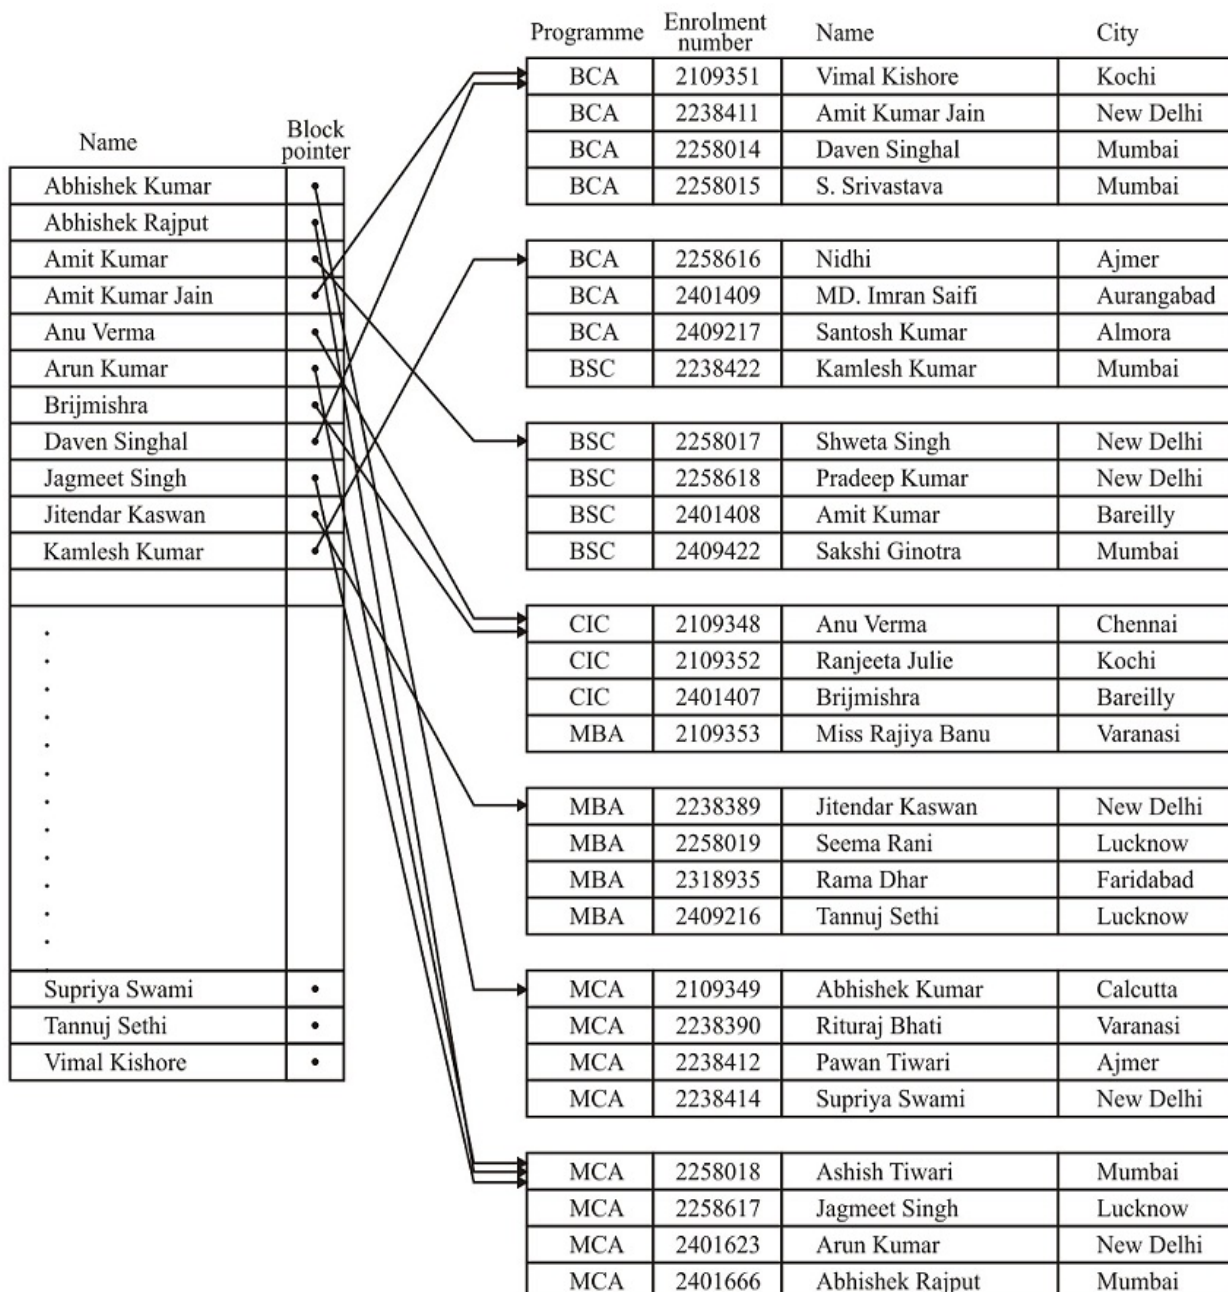 Name Block pointer
Abhishek Kumar
Abhishek Rajput
Amit Kumar
Amit Kumar Jain
Anu Verma
Arun Kumar
Brijmishra
Daven Singhal
Jagmeet Singh
Jitendar Kaswan
Kamlesh Kumar
Supriya Swami
Tannuj Sethi
Vimal Kishore
Programme Enrolment number Name City
BCA 2109351 Vimal Kishore Kochi
BCA 2238411 Amit Kumar Jain New Delhi
BCA 2258014 Daven Singhal Mumbai
BCA 2258015 S. Srivastava Mumbai
BCA 2258616 Nidhi Ajmer
BCA 2401409 MD. Imran Saifi Aurangabad
BCA 2409217 Santosh Kumar Almora
BSC 2238422 Kamlesh Kumar Mumbai
BSC 2258017 Shweta Singh New Delhi
BSC 2258618 Pradeep Kumar New Delhi
BSC 2401408 Amit Kumar Bareilly
BSC 2409422 Sakshi Ginotra Mumbai
CIC 2109348 Anu Verma Chennai
CIC 2109352 Ranjeeta Julie Kochi
CIC 2401407 Brijmishra Bareilly
MBA 2109353 Miss Rajiya Banu Varanasi
MBA 2238389 Jitendar Kaswan New Delhi
MBA 2258019 Seema Rani Lucknow
MBA 2318935 Rama Dhar Faridabad
MBA 2409216 Tannuj Sethi Lucknow
MCA 2109349 Abhishek Kumar Calcutta
MCA 2238390 Rituraj Bhati Varanasi
MCA 2238412 Pawan Tiwari Ajmer
MCA 2238414 Supriya Swami New Delhi
MCA 2258018 Ashish Tiwari Mumbai
MCA 2258617 Jagmeet Singh Lucknow
MCA 2401623 Arun Kumar New Delhi
MCA 2401666 Abhishek Rajput Mumbai